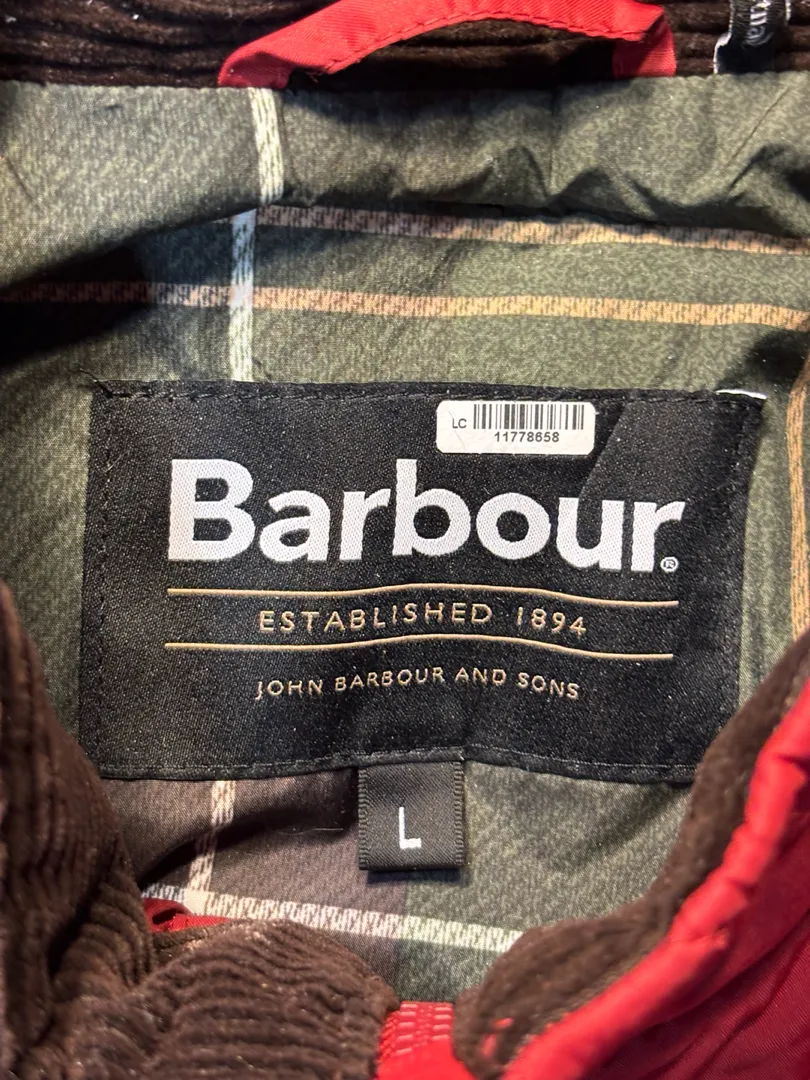 LC
11778658
Barbour®
ESTABLISHED 1894
JOHN BARBOUR AND SONS
L